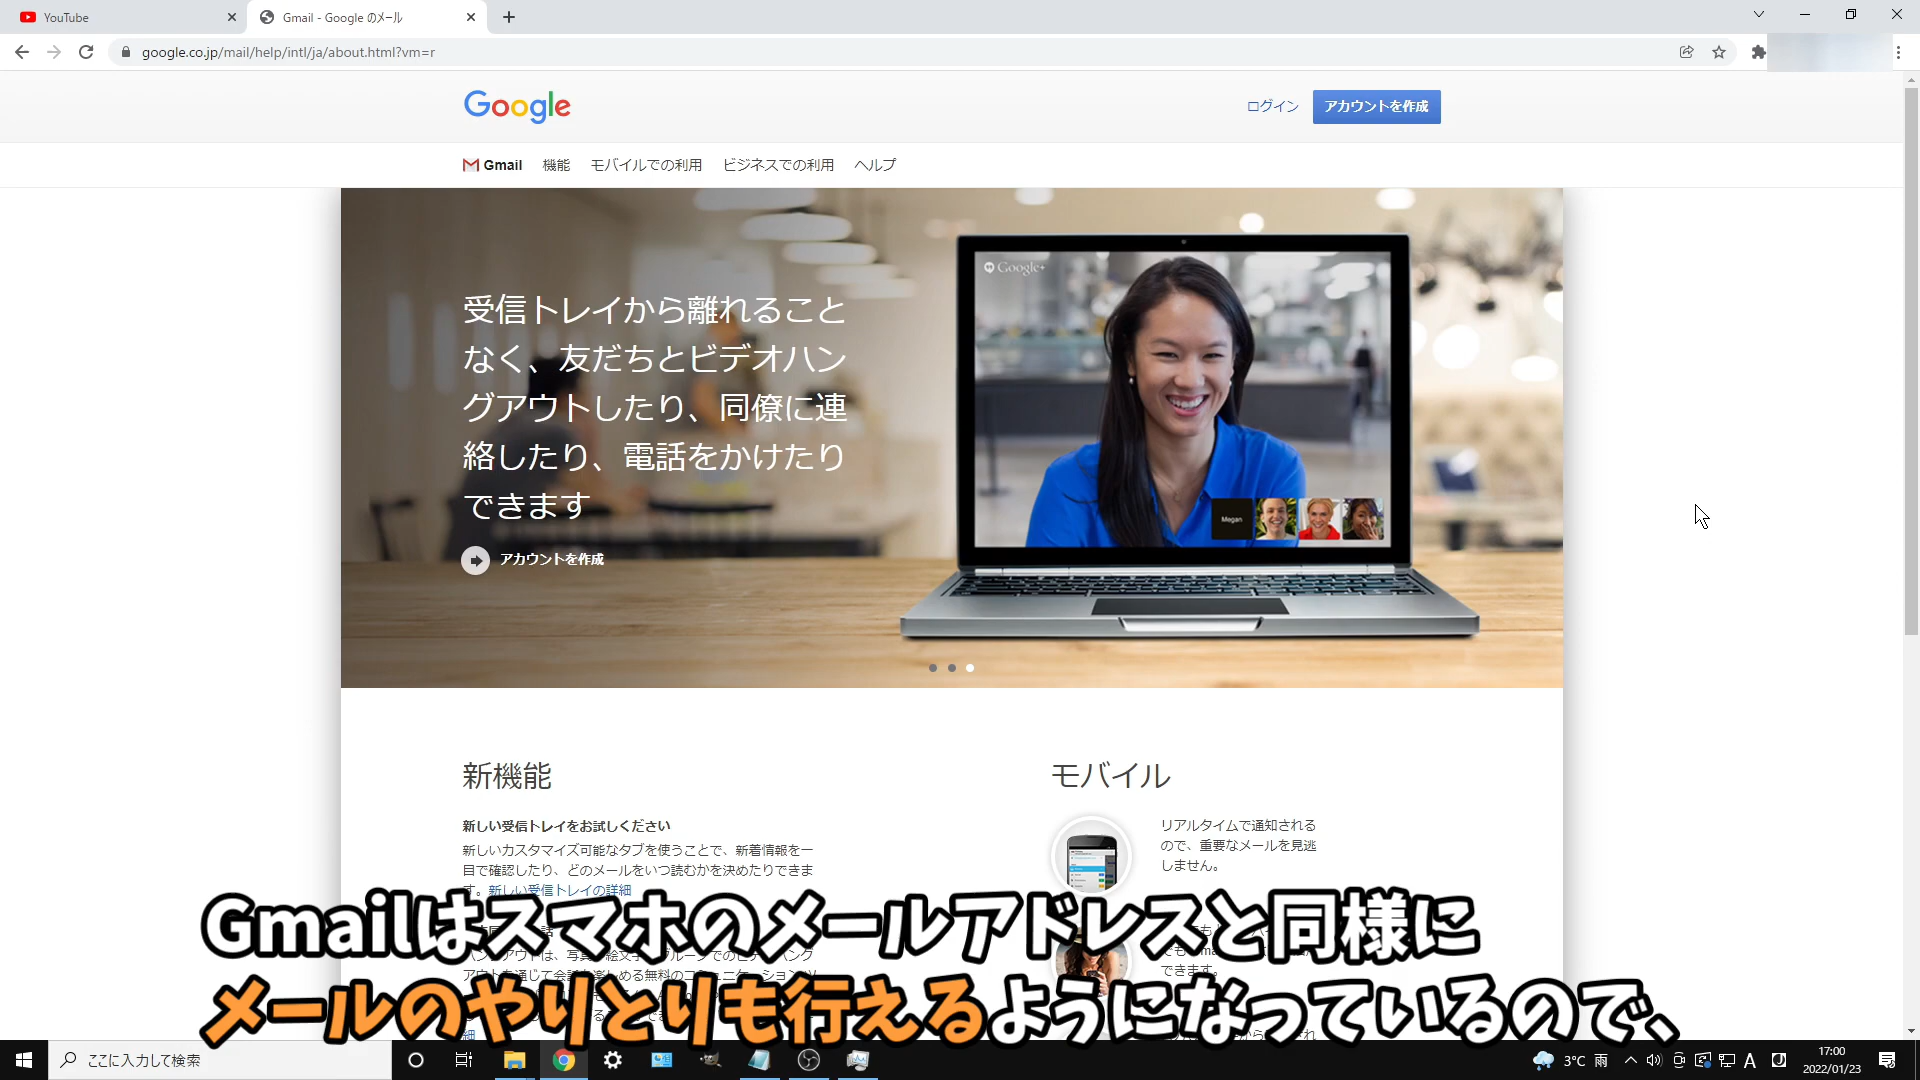 YouTube
Gmail - Google のメール
google.co.jp/mail/help/intl/ja/about.html?vm=r
Google
ログイン
アカウントを作成
Gmail 機能 モバイルでの利用 ビジネスでの利用 ヘルプ
受信トレイから離れること
なく、友だちとビデオハン
グアウトしたり、同僚に連
絡したり、電話をかけたり
できます
アカウントを作成
Google+
Megan
新機能
新しい受信トレイをお試しください
新しいカスタマイズ可能なタブを使うことで、新着情報を一
目で確認したり、どのメールをいつ読むかを決めたりできま
す。新しい受信トレイの詳細
モバイル
リアルタイムで通知される
ので、重要なメールを見逃
しません。
できます。
Gmailはスマホのメールアドレスと同様に
メールのやりとりも行えるようになっているので、
ここに入力して検索
3°C 雨
A
17:00
2022/01/23